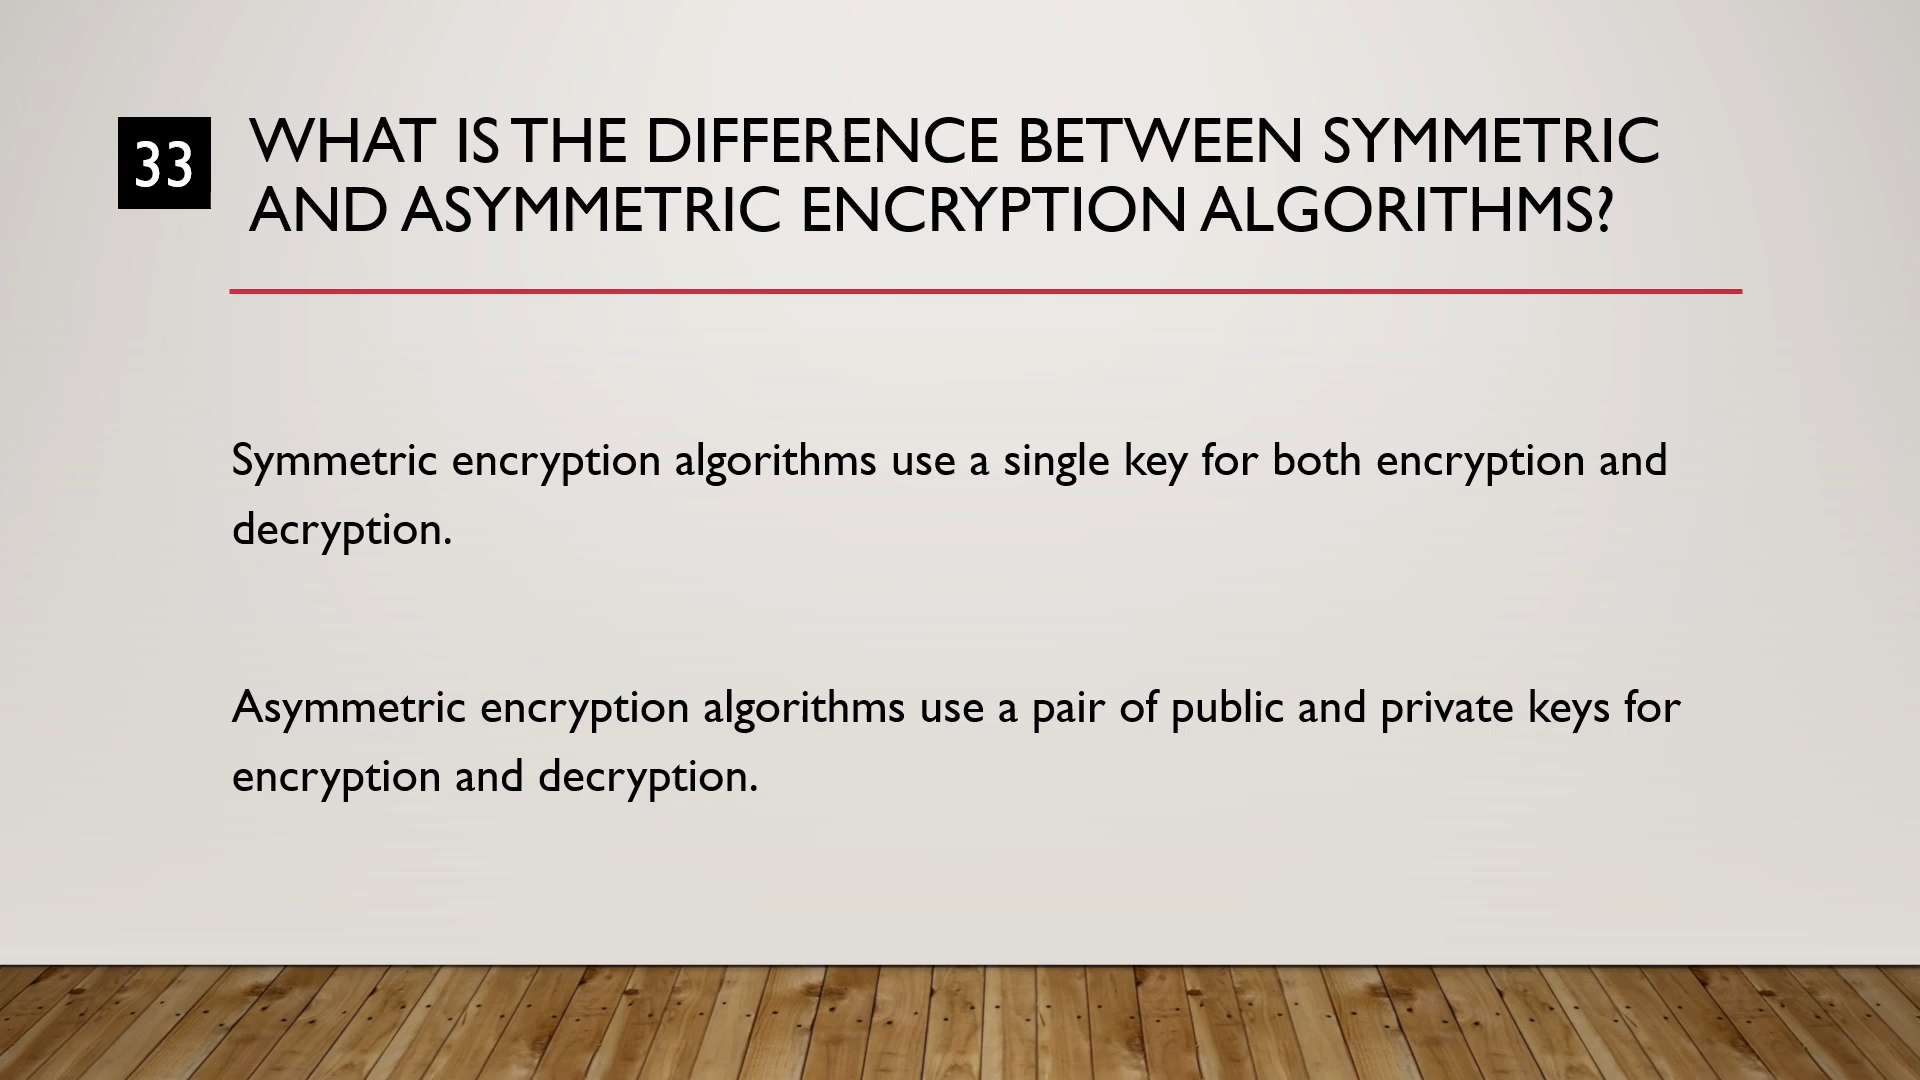 33
WHAT IS THE DIFFERENCE BETWEEN SYMMETRIC
AND ASYMMETRIC ENCRYPTION ALGORITHMS?
Symmetric encryption algorithms use a single key for both encryption and
decryption.
Asymmetric encryption algorithms use a pair of public and private keys for
encryption and decryption.